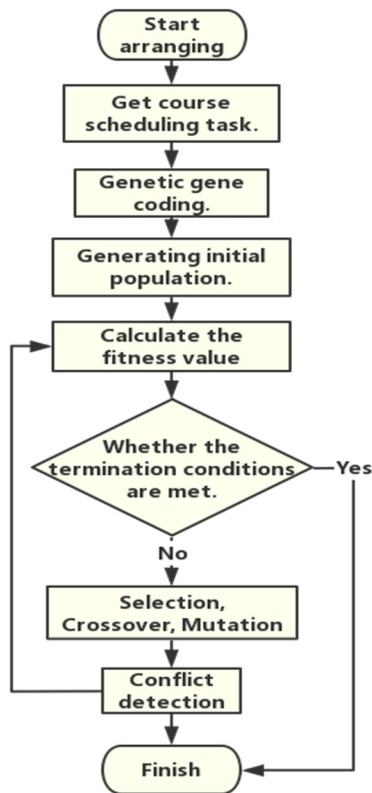 Start
arranging
Get course
scheduling task.
Genetic gene
coding.
Generating initial
population.
Calculate the
fitness value
Whether the
termination conditions
are met.
Yes
No
Selection,
Crossover, Mutation
Conflict
detection
Finish